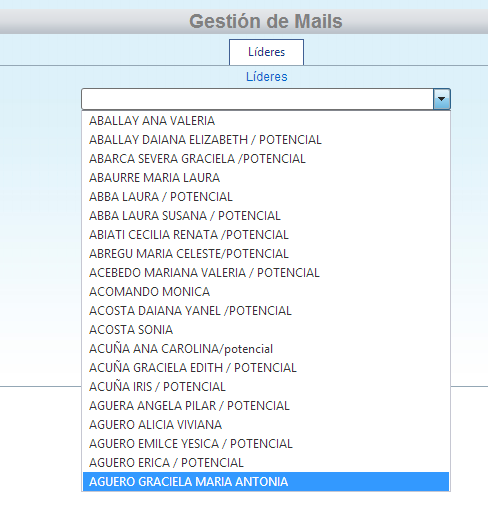 Gestión de Mails
Líderes
Líderes
ABALLAY ANA VALERIA
ABALLAY DAIANA ELIZABETH / POTENCIAL
ABARCA SEVERA GRACIELA /POTENCIAL
ABAURRE MARIA LAURA
ABBA LAURA / POTENCIAL
ABBA LAURA SUSANA / POTENCIAL
ABIATI CECILIA RENATA /POTENCIAL
ABREGU MARIA CELESTE/POTENCIAL
ACEBEDO MARIANA VALERIA / POTENCIAL
ACOMANDO MONICA
ACOSTA DAIANA YANEL /POTENCIAL
ACOSTA SONIA
ACUÑA ANA CAROLINA/potencial
ACUÑA GRACIELA EDITH / POTENCIAL
ACUÑA IRIS / POTENCIAL
AGUERA ANGELA PILAR / POTENCIAL
AGUERO ALICIA VIVIANA
AGUERO EMILCE YESICA / POTENCIAL
AGUERO ERICA / POTENCIAL
AGUERO GRACIELA MARIA ANTONIA